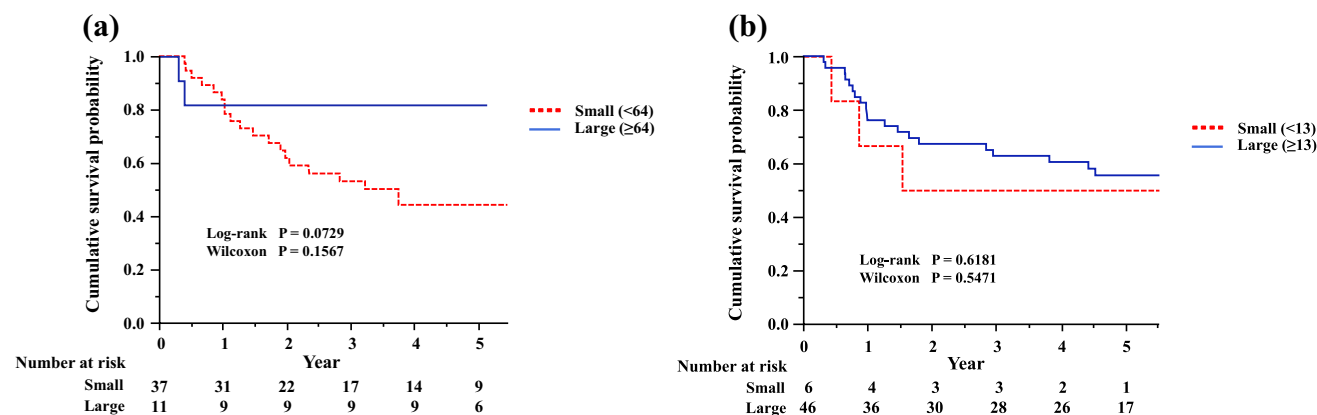 (a)
Cumulative survival probability
1.0
0.8
0.6
0.4
0.2
0.0
Small (<64)
Large (≥64)
Log-rank P = 0.0729
Wilcoxon P = 0.1567
0 1 2 3 4 5
Year
Number at risk
Small 37 31 22 17 14 9
Large 11 9 9 9 9 6
(b)
Cumulative survival probability
1.0
0.8
0.6
0.4
0.2
0.0
Small (<13)
Large (≥13)
Log-rank P = 0.6181
Wilcoxon P = 0.5471
0 1 2 3 4 5
Year
Number at risk
Small 6 4 3 3 2 1
Large 46 36 30 28 26 17